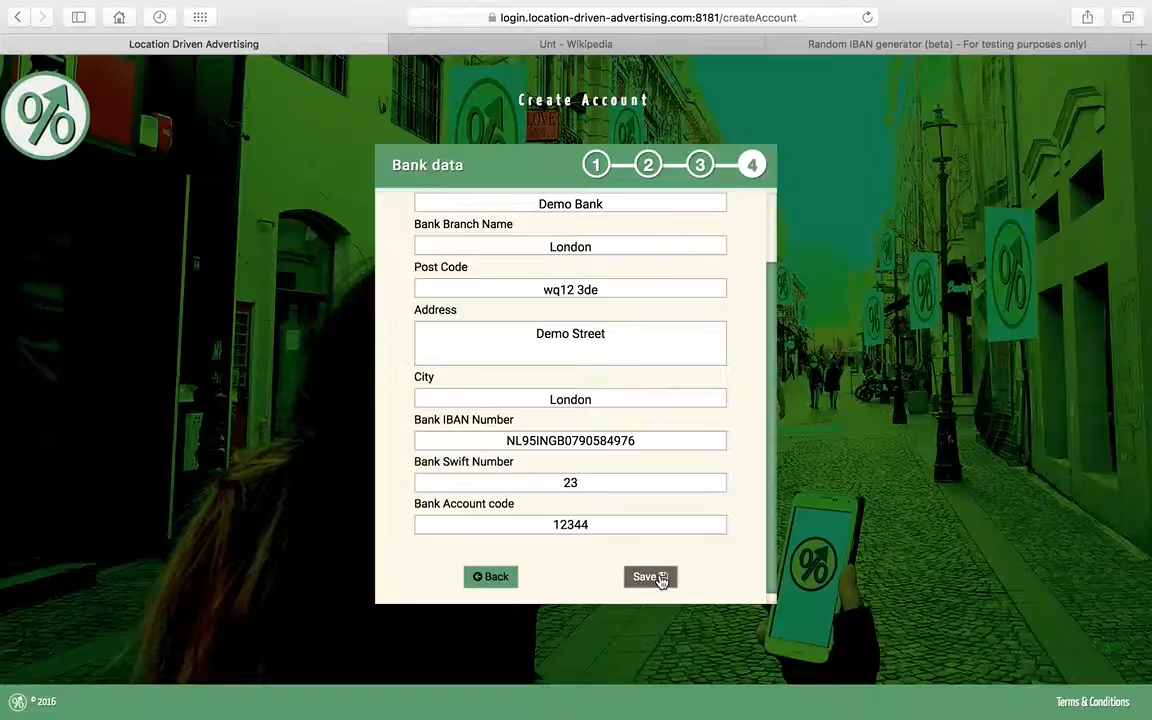 login.location-driven-advertising.com:8181/createAccount
Location Driven Advertising
Unt - Wikipedia
Random IBAN generator (beta) - For testing purposes only!
Create Account
LOVE
Bank data
1 2 3 4
Demo Bank
Bank Branch Name
London
Post Code
wq12 3de
Address
Demo Street
City
London
Bank IBAN Number
NL95INGB0790584976
Bank Swift Number
23
Bank Account code
12344
Back
Save
© 2016
Terms & Conditions